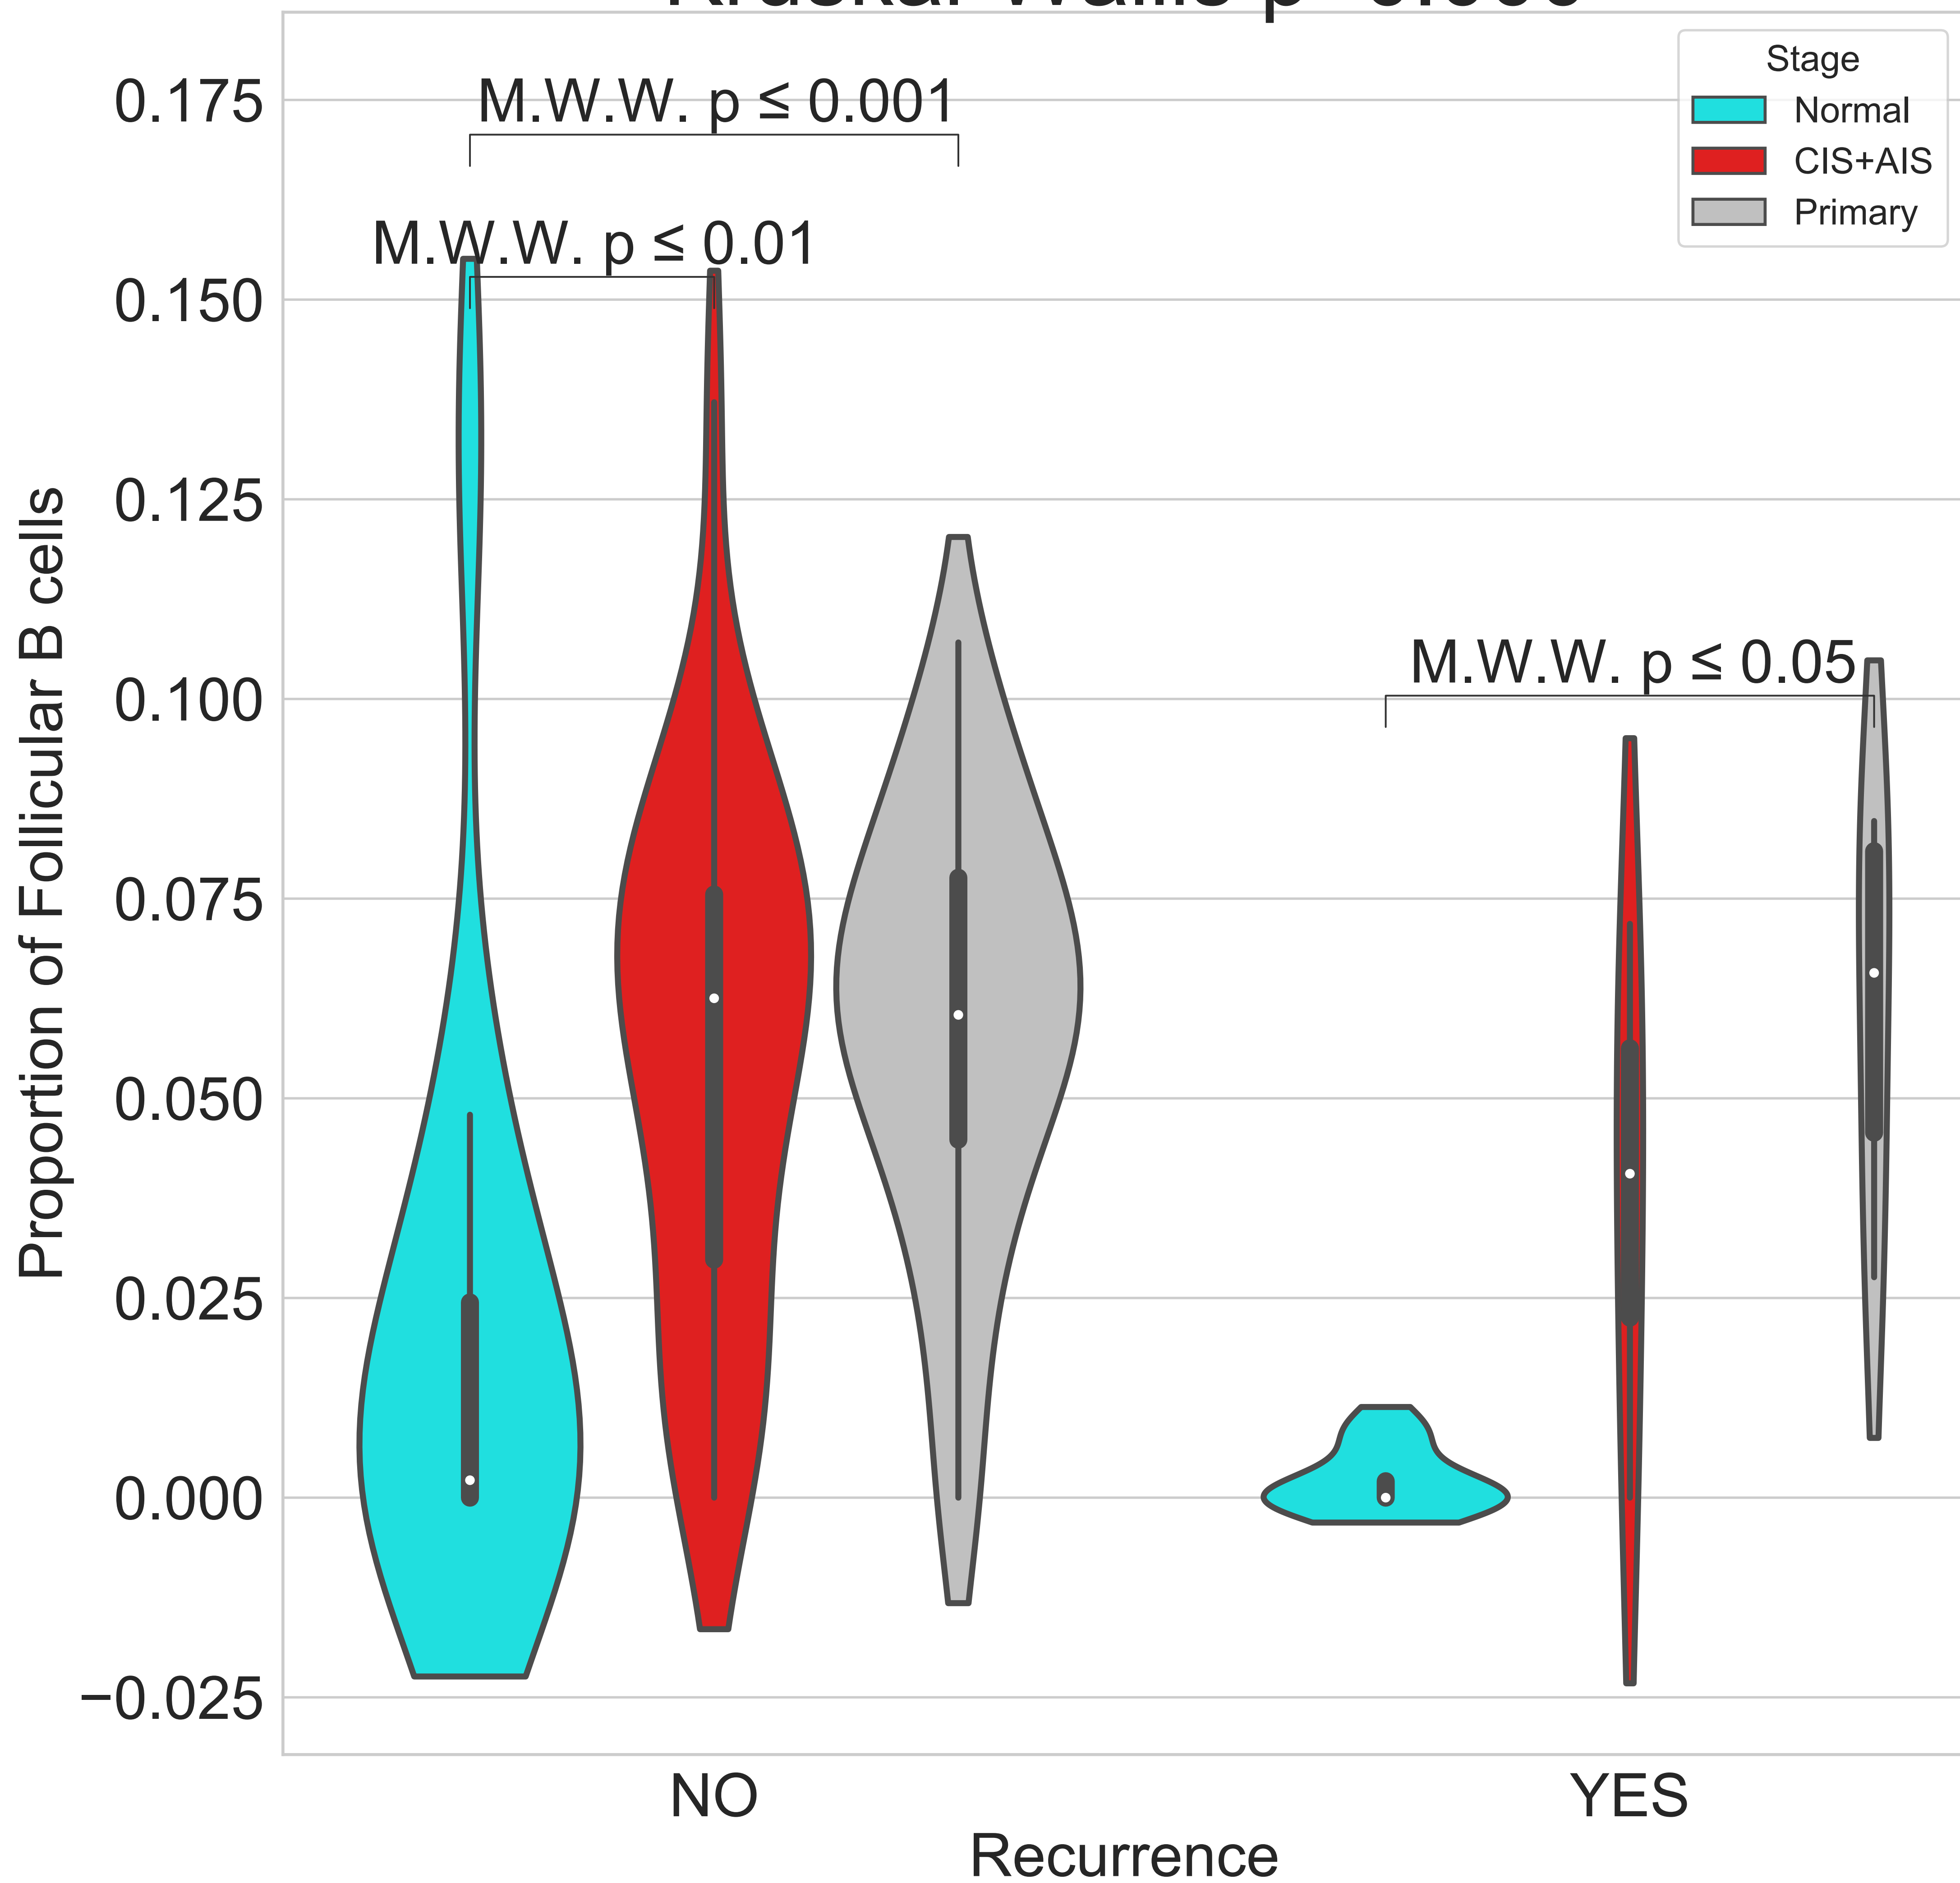 M.W.W. p ≤ 0.001
M.W.W. p ≤ 0.01
M.W.W. p ≤ 0.05
Stage
Normal
CIS+AIS
Primary
Proportion of Follicular B cells
0.175
0.150
0.125
0.100
0.075
0.050
0.025
0.000
−0.025
NO
YES
Recurrence